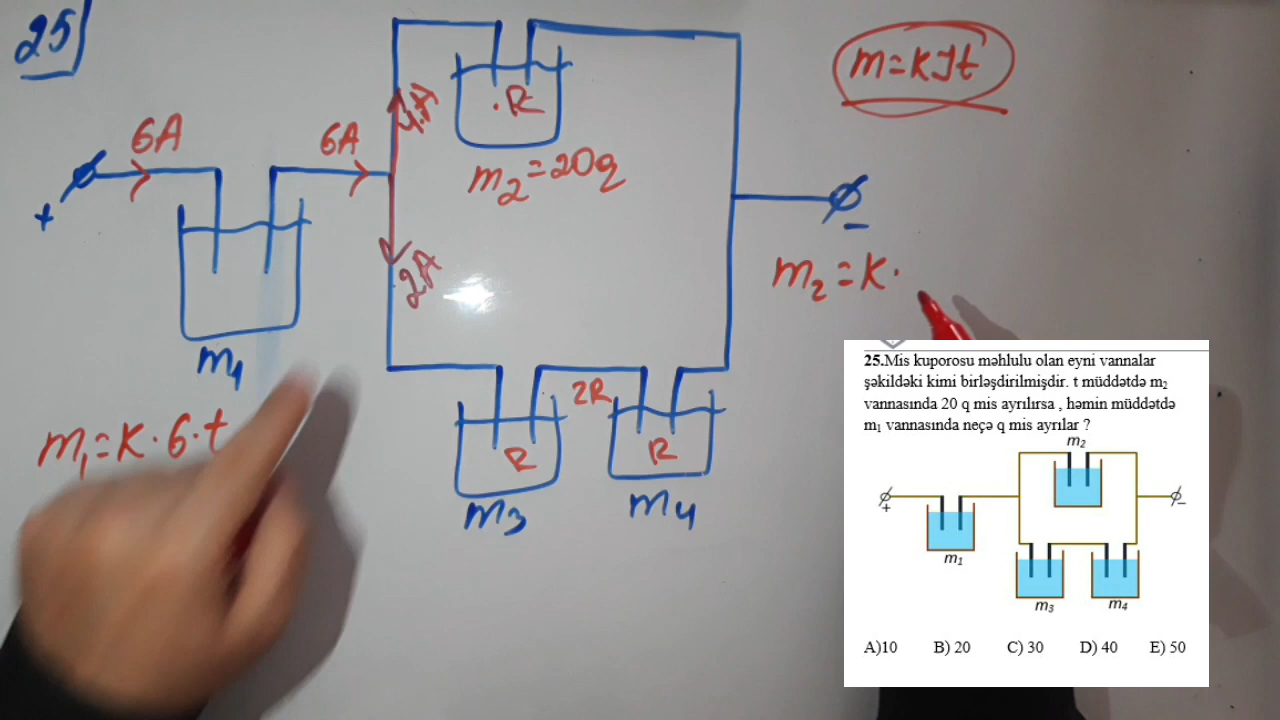 25
6A
6A
4A
2A
.R
m₂=20q
m=kJt
+
-
m₂=k.
m₁
m₁=k.6.t
2R
R
R
m₃
m₄
25.Mis kuporosu məhlulu olan eyni vannalar
şəkildəki kimi birləşdirilmişdir. t müddətdə m₂
vannasında 20 q mis ayrılırsa , həmin müddətdə
m₁ vannasında neçə q mis ayrılar ?
m₂
+
-
m₁
m₃
m₄
A)10 B) 20 C) 30 D) 40 E) 50